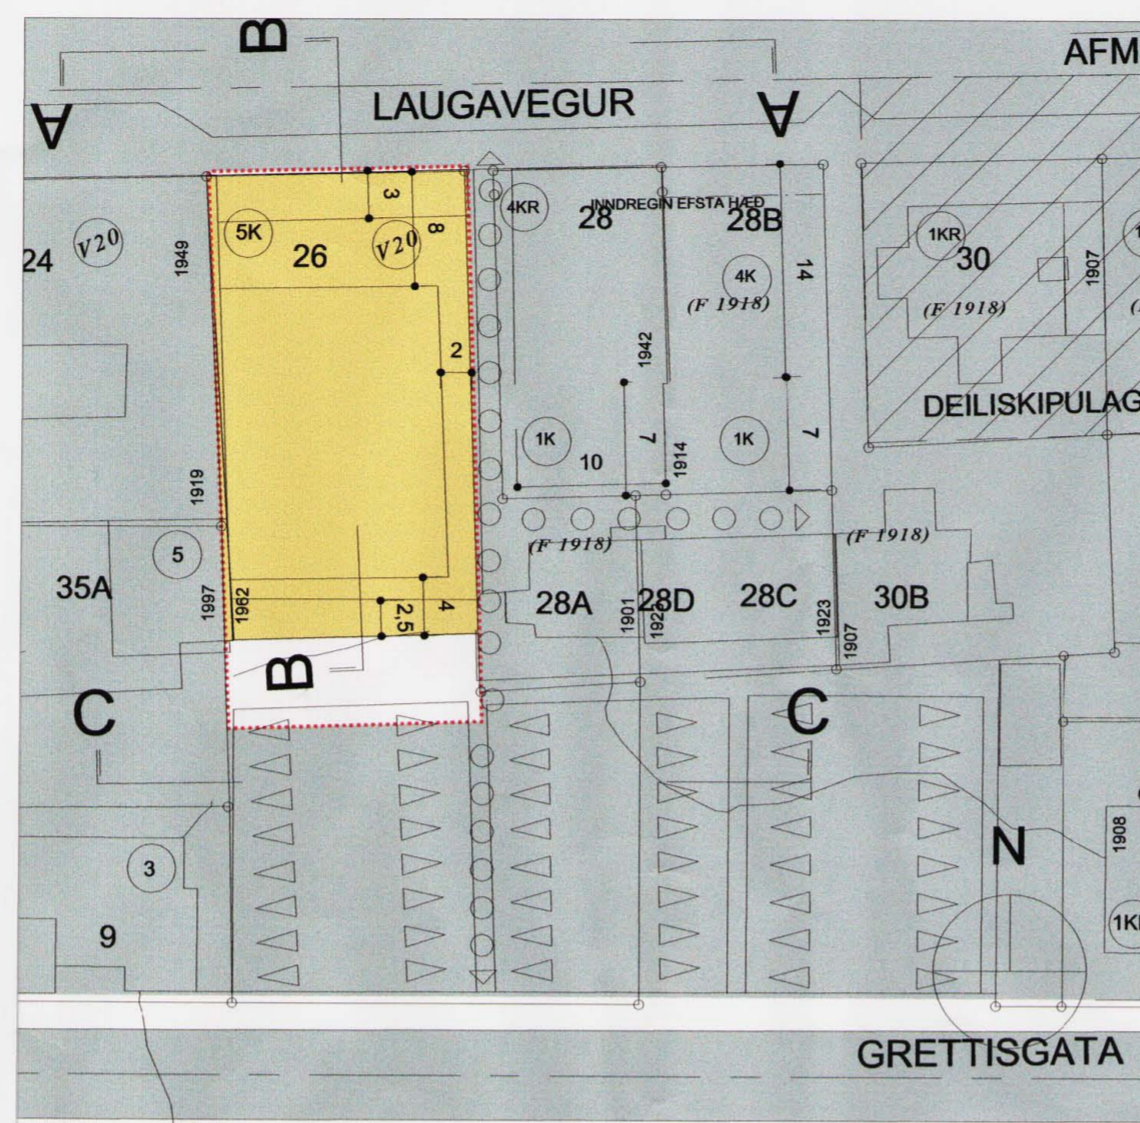 B
AFM
LAUGAVEGUR
A
A
3
8
5K
V20
26
V20
24
1949
4KR
INNDREGIN EFSTA HÆÐ
28
28B
4K
(F 1918)
14
1KR
30
1907
(F 1918)
2
1942
DEILISKIPULAG
1K
10
7
1914
1K
7
1919
5
35A
1997
1962
2,5
4
(F 1918)
(F 1918)
28A
28D
28C
30B
1901
1923
1907
B
C
C
N
1908
3
9
GRETTISGATA